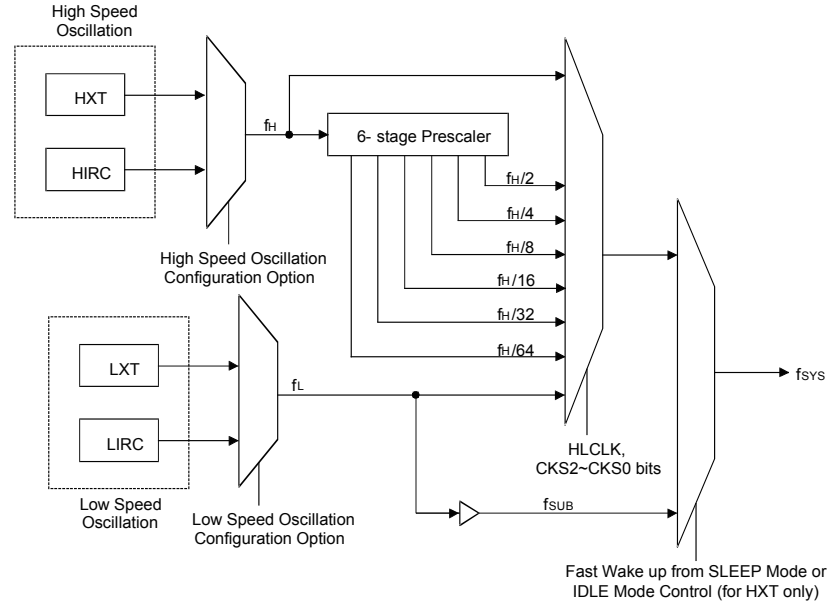 High Speed
Oscillation
HXT
HIRC
fH
6- stage Prescaler
fH/2
fH/4
fH/8
fH/16
fH/32
fH/64
High Speed Oscillation
Configuration Option
LXT
LIRC
fL
Low Speed
Oscillation
Low Speed Oscillation
Configuration Option
HLCLK,
CKS2~CKS0 bits
fSUB
fSYS
Fast Wake up from SLEEP Mode or
IDLE Mode Control (for HXT only)